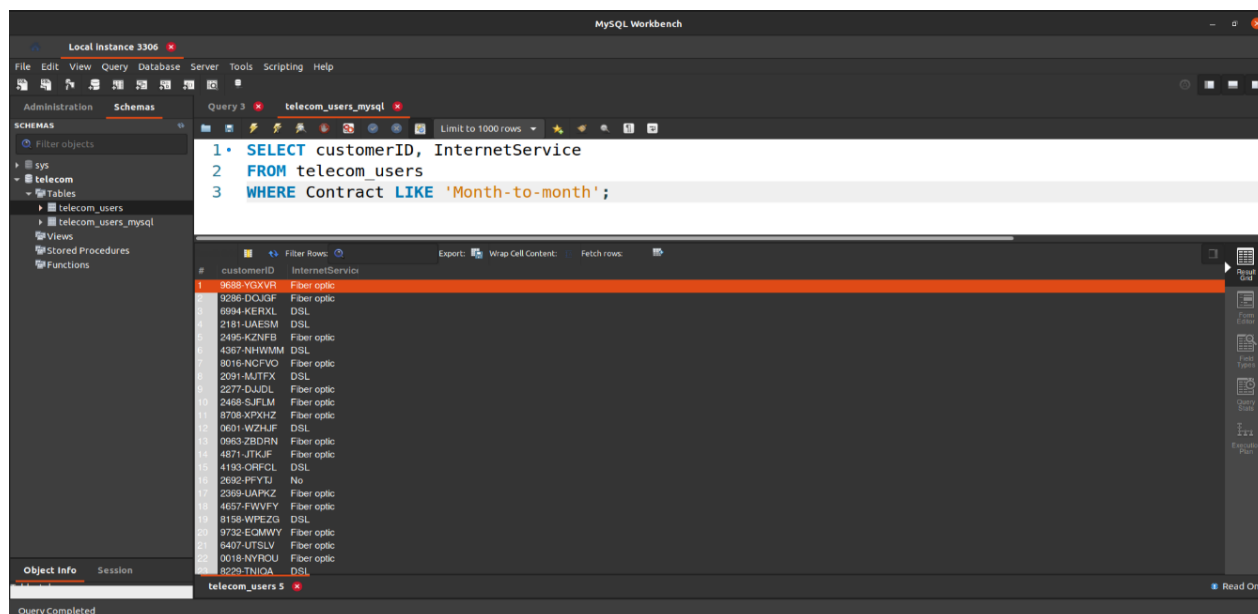 MySQL Workbench
Local instance 3306
File Edit View Query Database Server Tools Scripting Help
Administration Schemas Query 3 telecom_users_mysql
SCHEMAS
Limit to 1000 rows
Filter objects
sys
telecom
Tables
telecom_users
telecom_users_mysql
Views
Stored Procedures
Functions
1 SELECT customerID, InternetService
2 FROM telecom_users
3 WHERE Contract LIKE 'Month-to-month';
Filter Rows: Export: Wrap Cell Content: Fetch rows:
# customerID InternetService
1 9688-YGXVR Fiber optic
2 9286-DOJGF Fiber optic
3 6994-KERXL DSL
4 2181-UAESM DSL
5 2495-KZNFB Fiber optic
6 4367-NHWMM DSL
7 8016-NCFVO Fiber optic
8 2091-MJTFX DSL
9 2277-DJJDL Fiber optic
10 2468-SJFLM Fiber optic
11 8708-XPXHZ Fiber optic
12 0601-WZHJF DSL
13 0963-ZBDRN Fiber optic
14 4871-JTKJF Fiber optic
15 4193-ORFCL DSL
16 2692-PFYTJ No
17 2369-UAPKZ Fiber optic
18 4657-FWVFY Fiber optic
19 8158-WPEZG DSL
20 9732-EQMWY Fiber optic
21 6407-UTSLV Fiber optic
22 0018-NYROU Fiber optic
23 8229-TNIQA DSL
Result
Grid
Form
Editor
Field
Types
Query
Stats
Plan
Object Info Session
telecom_users 5
Read On
Query Completed